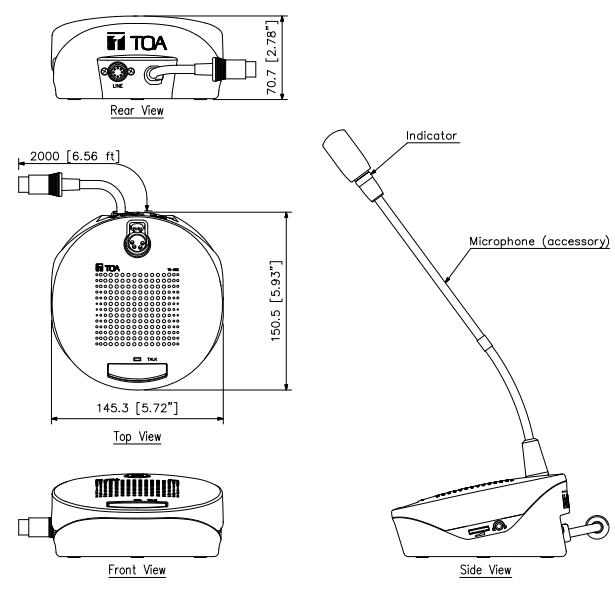 TOA
LINE
70.7 [2.78”]
Rear View
2000 [6.56 ft]
Indicator
Microphone (accessory)
TOA
TALK
150.5 [5.93”]
145.3 [5.72”]
Top View
Front View
Side View